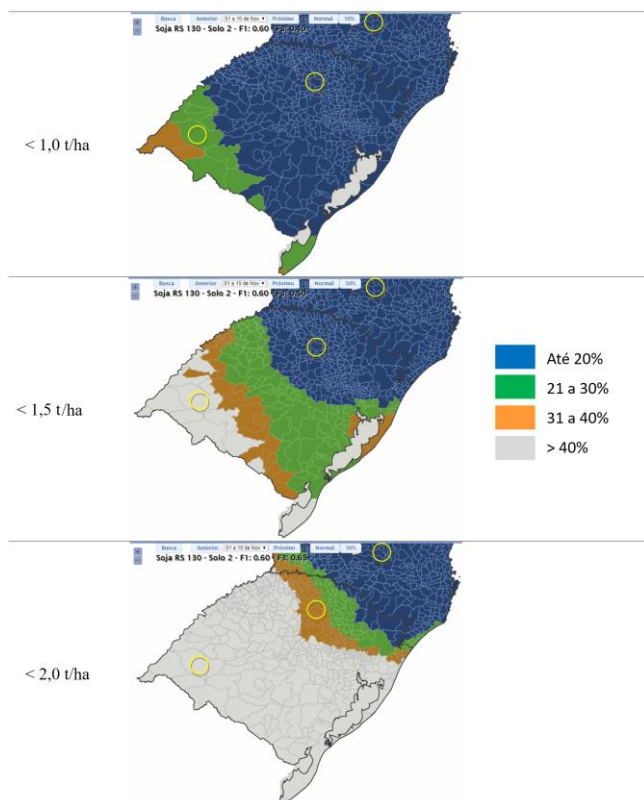 Busca Anterior 01 a 10 de Nov Próximo Normal 50%
Soja RS 130 - Solo 2 - F1: 0.60
< 1,0 t/ha
Busca Anterior 01 a 10 de Nov Próximo Normal 50%
Soja RS 130 - Solo 2 - F1: 0.60
< 1,5 t/ha
Até 20%
21 a 30%
31 a 40%
> 40%
Busca Anterior 01 a 10 de Nov Próximo Normal 50%
Soja RS 130 - Solo 2 - F1: 0.60 - F3: 0.65
< 2,0 t/ha